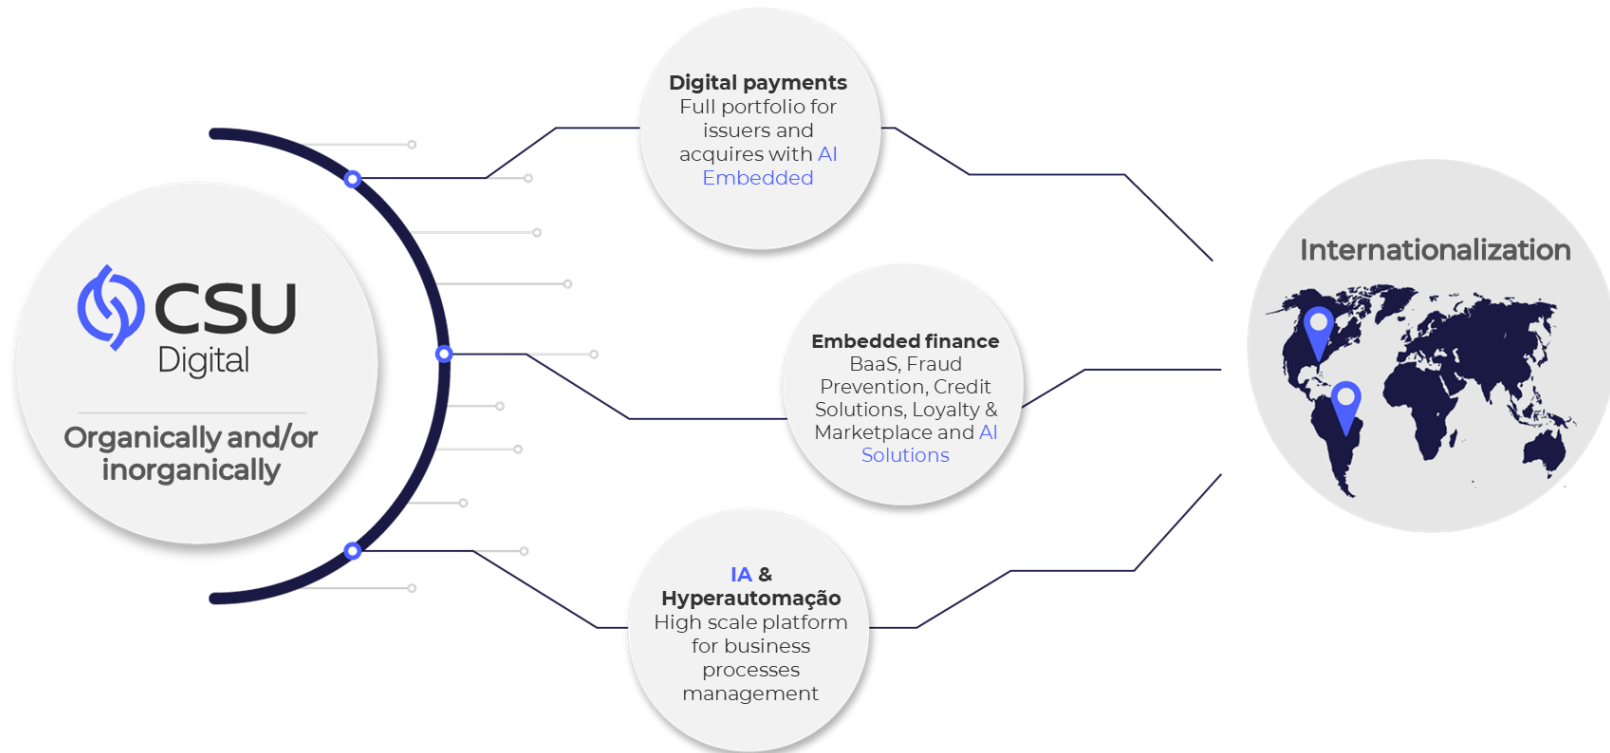 CSU
Digital
Organically and/or
inorganically
Digital payments
Full portfolio for
issuers and
acquires with AI
Embedded
Embedded finance
BaaS, Fraud
Prevention, Credit
Solutions, Loyalty &
Marketplace and AI
Solutions
IA &
Hyperautomação
High scale platform
for business
processes
management
Internationalization